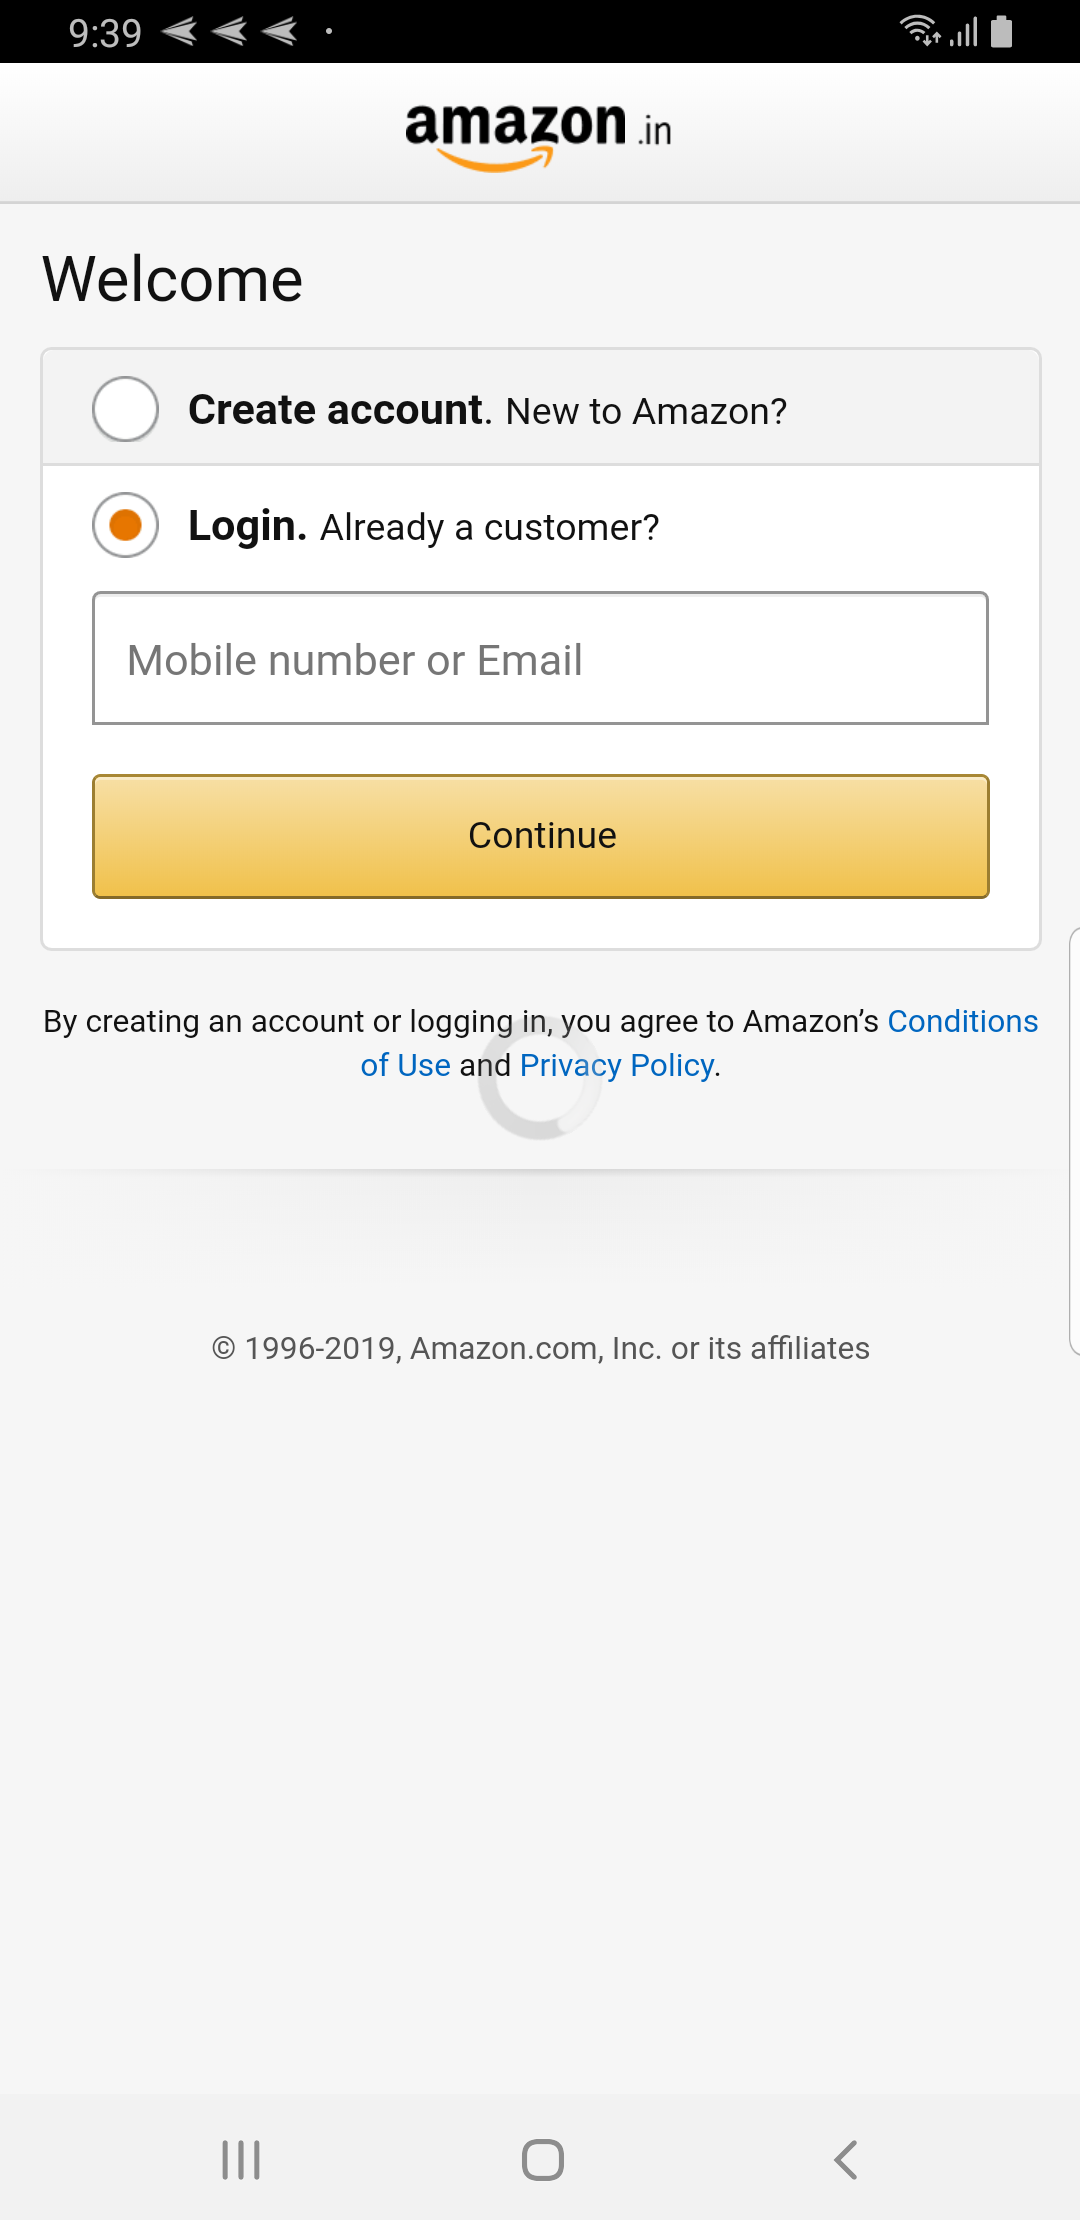 9:39
amazon.in
Welcome
Create account. New to Amazon?
Login. Already a customer?
Mobile number or Email
Continue
By creating an account or logging in, you agree to Amazon’s Conditions
of Use and Privacy Policy.
© 1996-2019, Amazon.com, Inc. or its affiliates